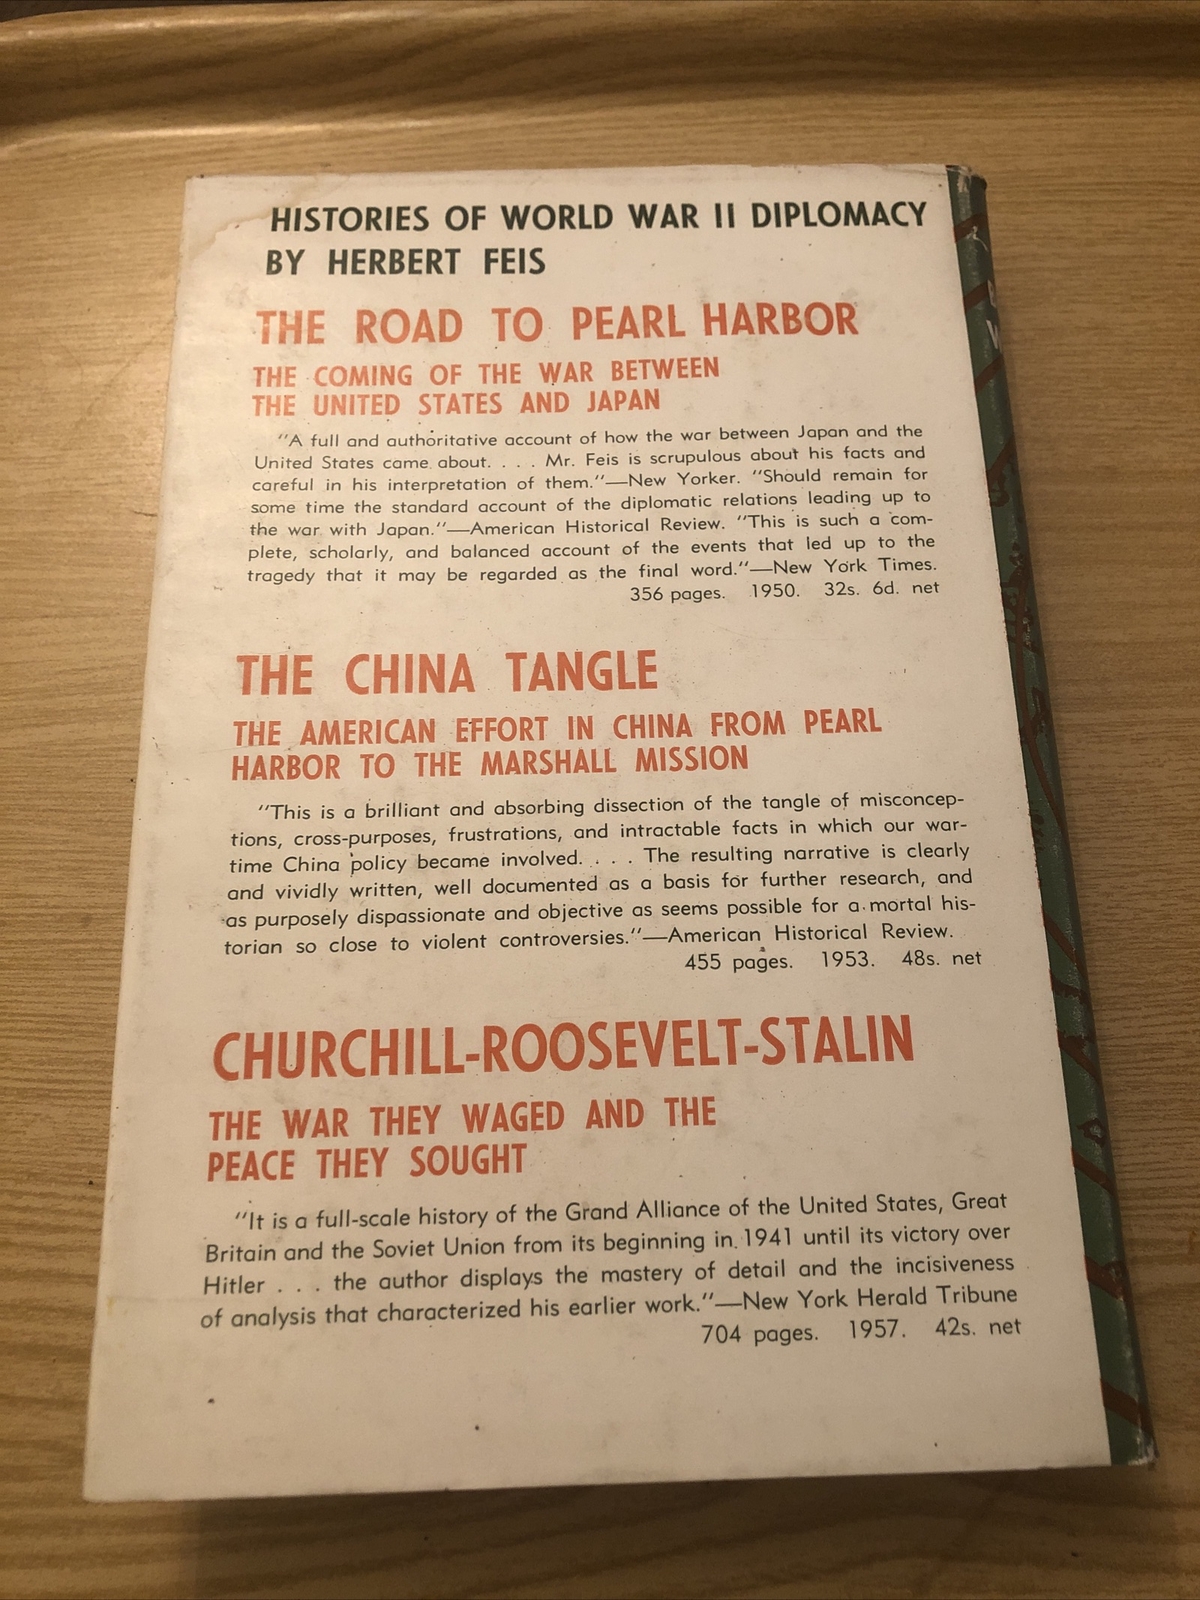 HISTORIES OF WORLD WAR II DIPLOMACY
BY HERBERT FEIS
THE ROAD TO PEARL HARBOR
THE COMING OF THE WAR BETWEEN
THE UNITED STATES AND JAPAN
"A full and authoritative account of how the war between Japan and the
United States came about. . . . Mr. Feis is scrupulous about his facts and
careful in his interpretation of them."—New Yorker. "Should remain for
some time the standard account of the diplomatic relations leading up to
the war with Japan."—American Historical Review. "This is such a com-
plete, scholarly, and balanced account of the events that led up to the
tragedy that it may be regarded as the final word."—New York Times.
356 pages. 1950. 32s. 6d. net
THE CHINA TANGLE
THE AMERICAN EFFORT IN CHINA FROM PEARL
HARBOR TO THE MARSHALL MISSION
"This is a brilliant and absorbing dissection of the tangle of misconcep-
tions, cross-purposes, frustrations, and intractable facts in which our war-
time China policy became involved. . . . The resulting narrative is clearly
and vividly written, well documented as a basis for further research, and
as purposely dispassionate and objective as seems possible for a mortal his-
torian so close to violent controversies."—American Historical Review.
455 pages. 1953. 48s. net
CHURCHILL-ROOSEVELT-STALIN
THE WAR THEY WAGED AND THE
PEACE THEY SOUGHT
"It is a full-scale history of the Grand Alliance of the United States, Great
Britain and the Soviet Union from its beginning in 1941 until its victory over
Hitler . . . the author displays the mastery of detail and the incisiveness
of analysis that characterized his earlier work."—New York Herald Tribune
704 pages. 1957. 42s. net